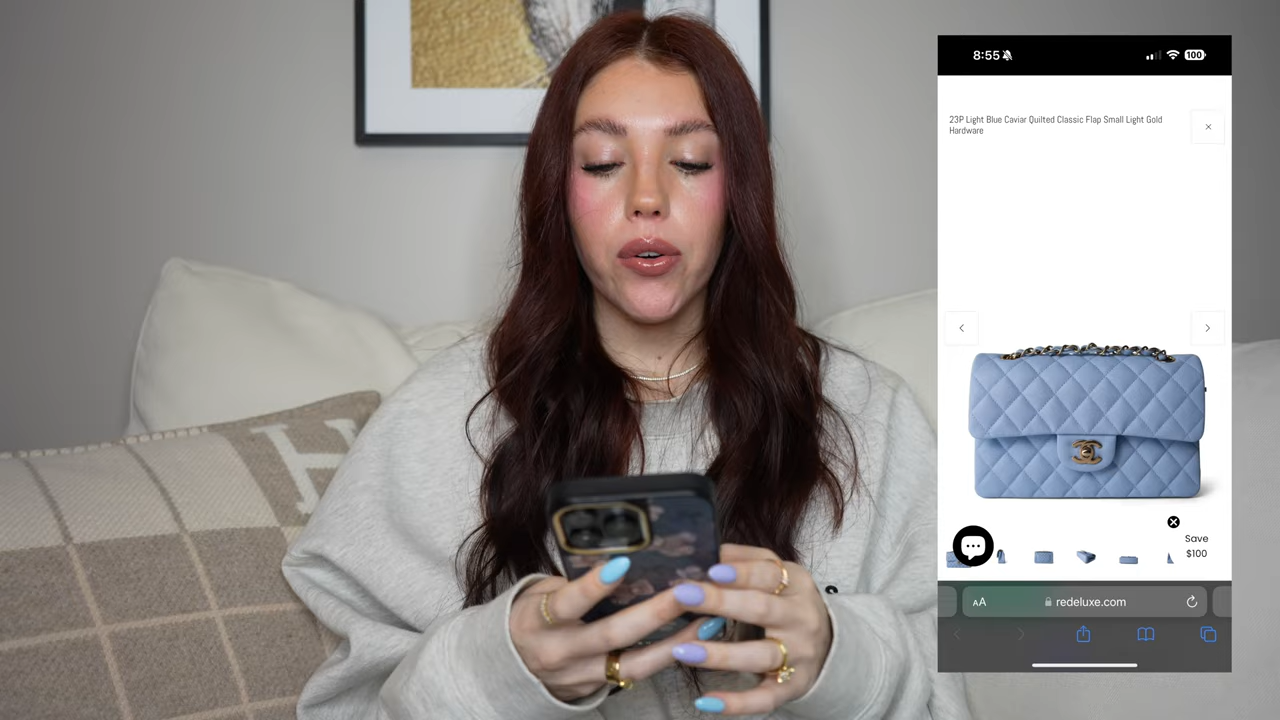 8:55
100
23P Light Blue Caviar Quilted Classic Flap Small Light Gold
Hardware
Save
$100
AA
redeluxe.com
H